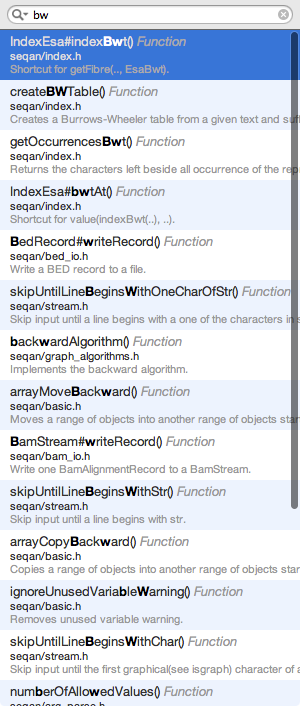 bw
IndexEsa#indexBwt() Function
seqan/index.h
Shortcut for getFibre(.., EsaBwt).
createBWTable() Function
seqan/index.h
Creates a Burrows-Wheeler table from a given text and suff
getOccurrencesBwt() Function
seqan/index.h
Returns the characters left beside all occurrence of the rep
IndexEsa#bwtAt() Function
seqan/index.h
Shortcut for value(indexBwt(..), ..).
BedRecord#writeRecord() Function
seqan/bed_io.h
Write a BED record to a file.
skipUntilLineBeginsWithOneCharOfStr() Function
seqan/stream.h
Skip input until a line begins with a one of the characters in s
backwardAlgorithm() Function
seqan/graph_algorithms.h
Implements the backward algorithm.
arrayMoveBackward() Function
seqan/basic.h
Moves a range of objects into another range of objects star
BamStream#writeRecord() Function
seqan/bam_io.h
Write one BamAlignmentRecord to a BamStream.
skipUntilLineBeginsWithStr() Function
seqan/stream.h
Skip input until a line begins with str.
arrayCopyBackward() Function
seqan/basic.h
Copies a range of objects into another range of objects star
ignoreUnusedVariableWarning() Function
seqan/basic.h
Removes unused variable warning.
skipUntilLineBeginsWithChar() Function
seqan/stream.h
Skip input until the first graphical(see isgraph) character of a
numberOfAllowedValues() Function
seqan/arg_parse.h